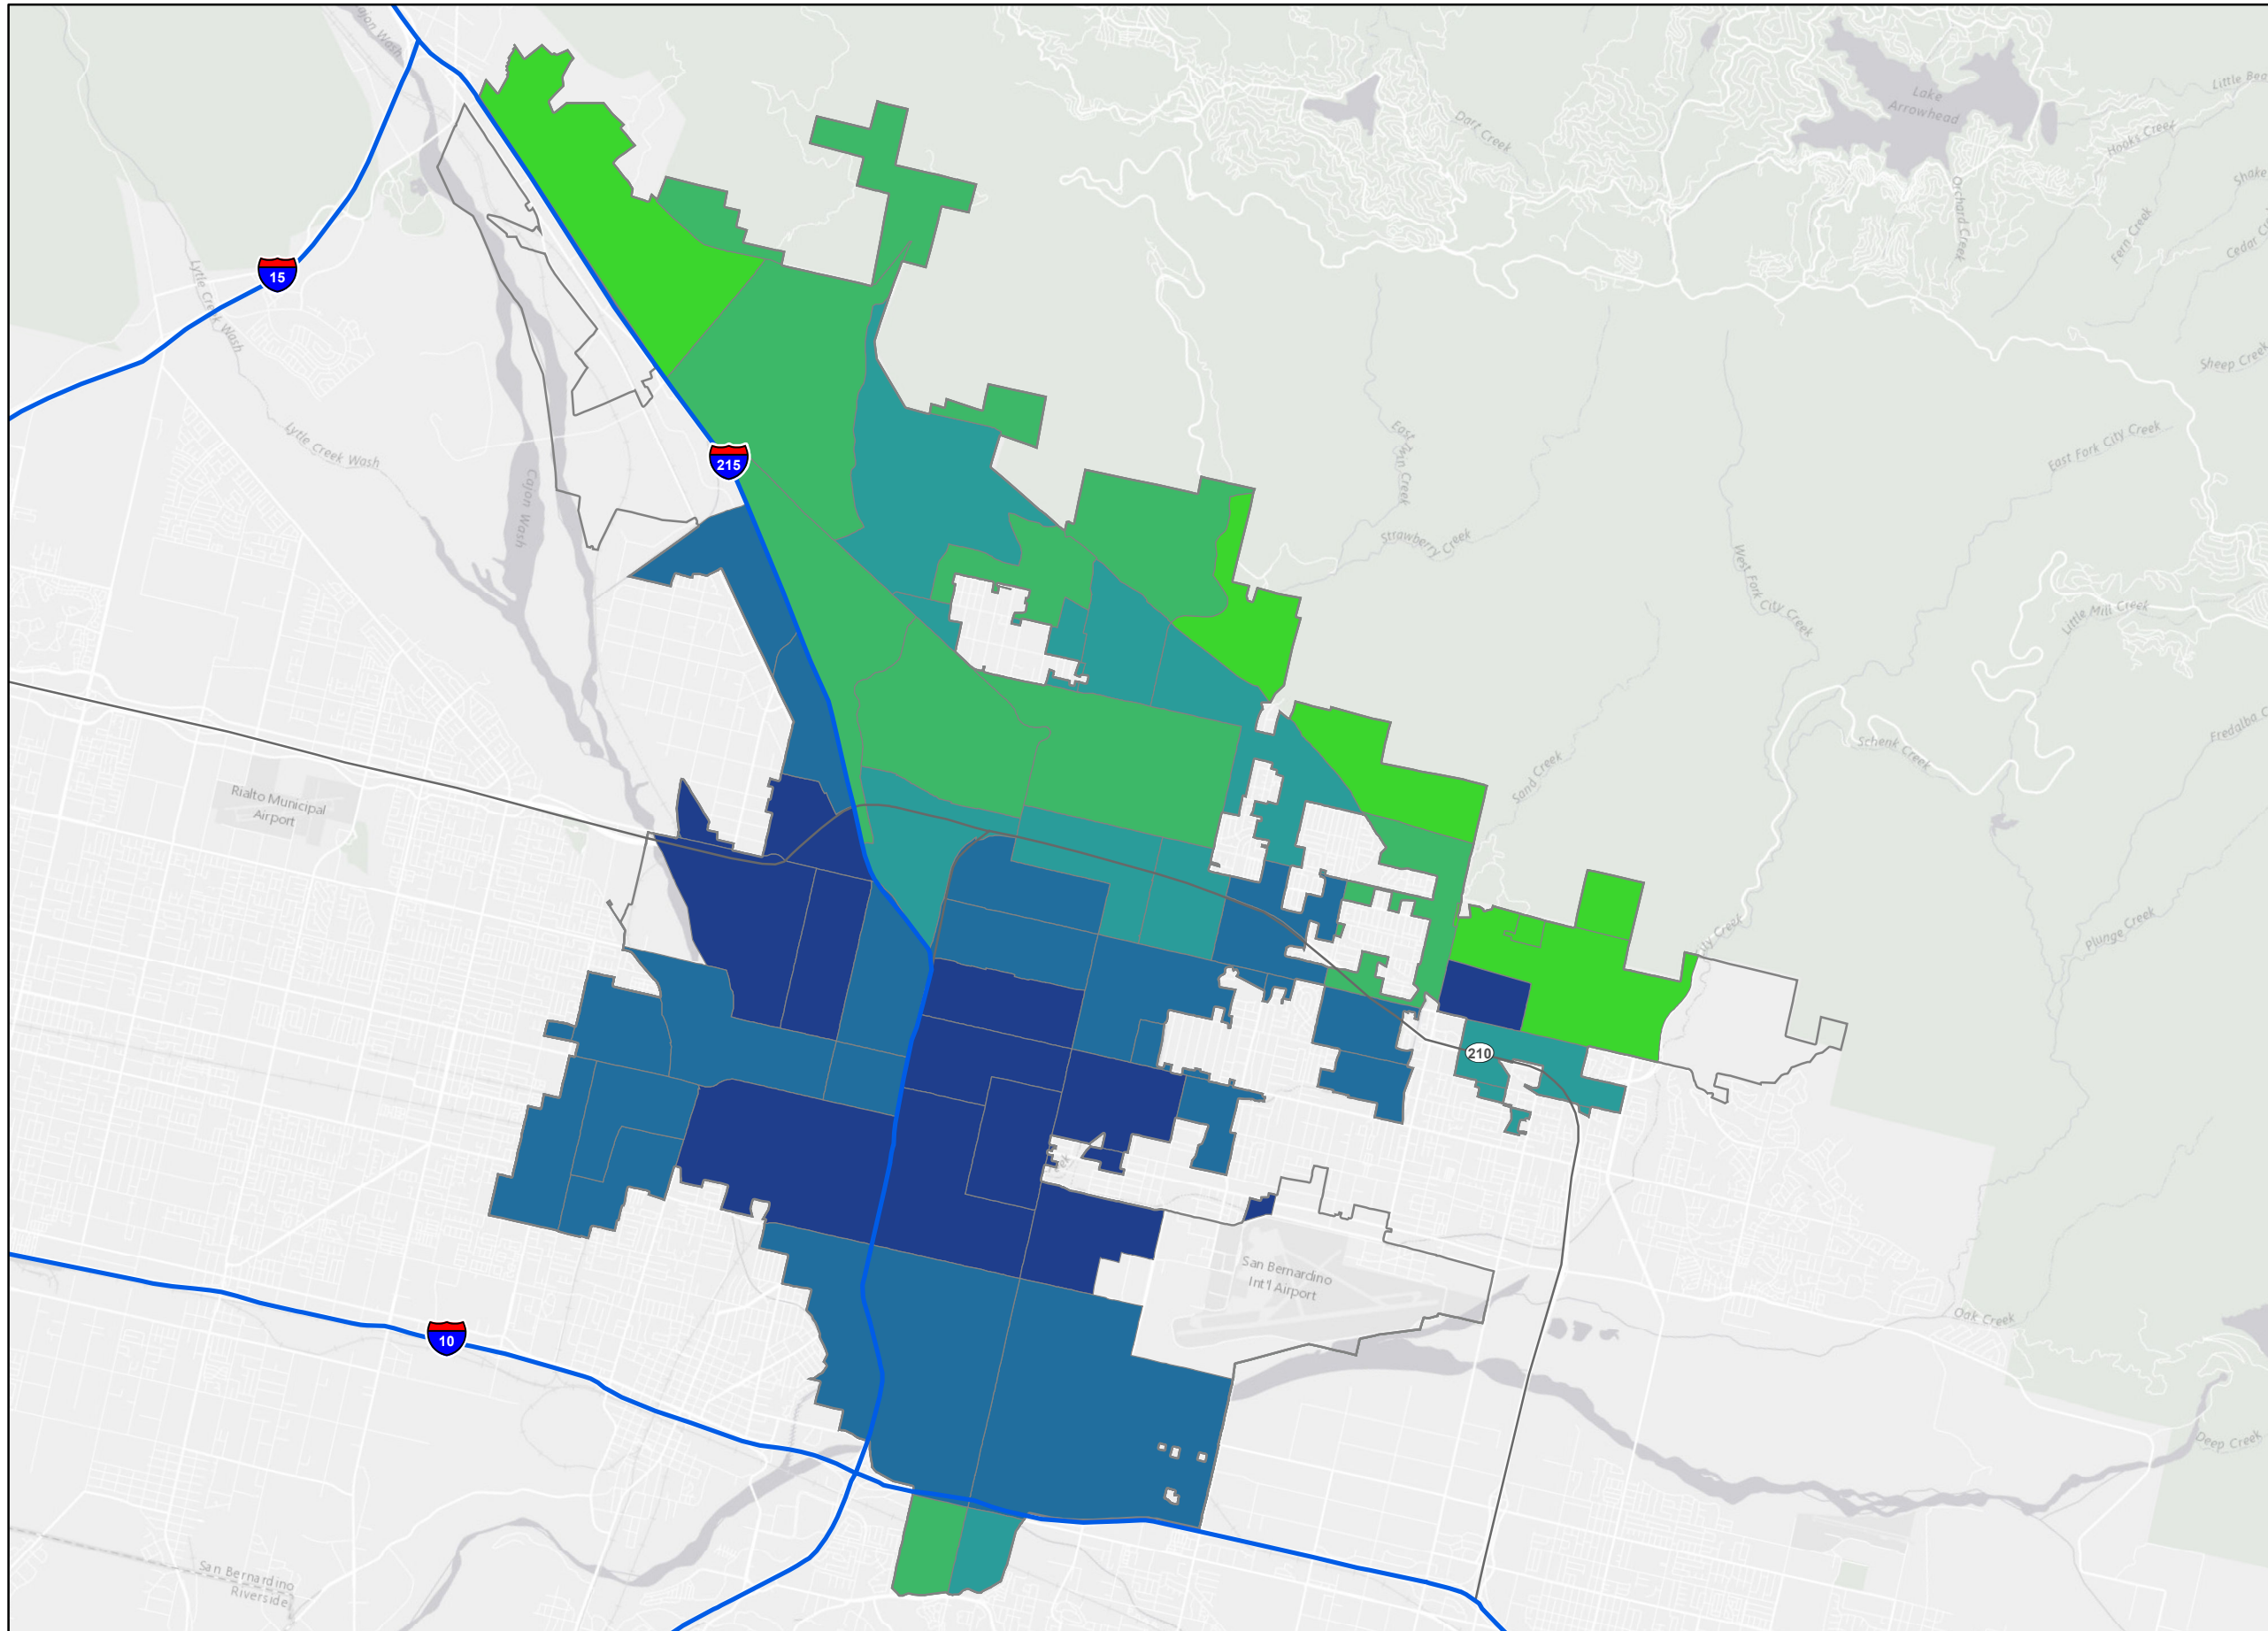 Cajon Wash
Lake
Arrowhead
Little Bea
Hooks Creek
Dart Creek
Shake
Orchard Creek
Fern Creek
Cedar Cr
15
Lytle Creek Wash
Sheep Creek
Lytle Creek Wash
215
East Twin Creek
East Fork City Creek
Cajon Wash
Strawberry Creek
West Fork City Creek
Little Mill Creek
Fredalba C
Schenk Creek
Sand Creek
Rialto Municipal
Airport
Plunge Creek
Creek
210
San Bernardino
Int'l Airport
Oak Creek
10
Deep Creek
San Bernardino
Riverside